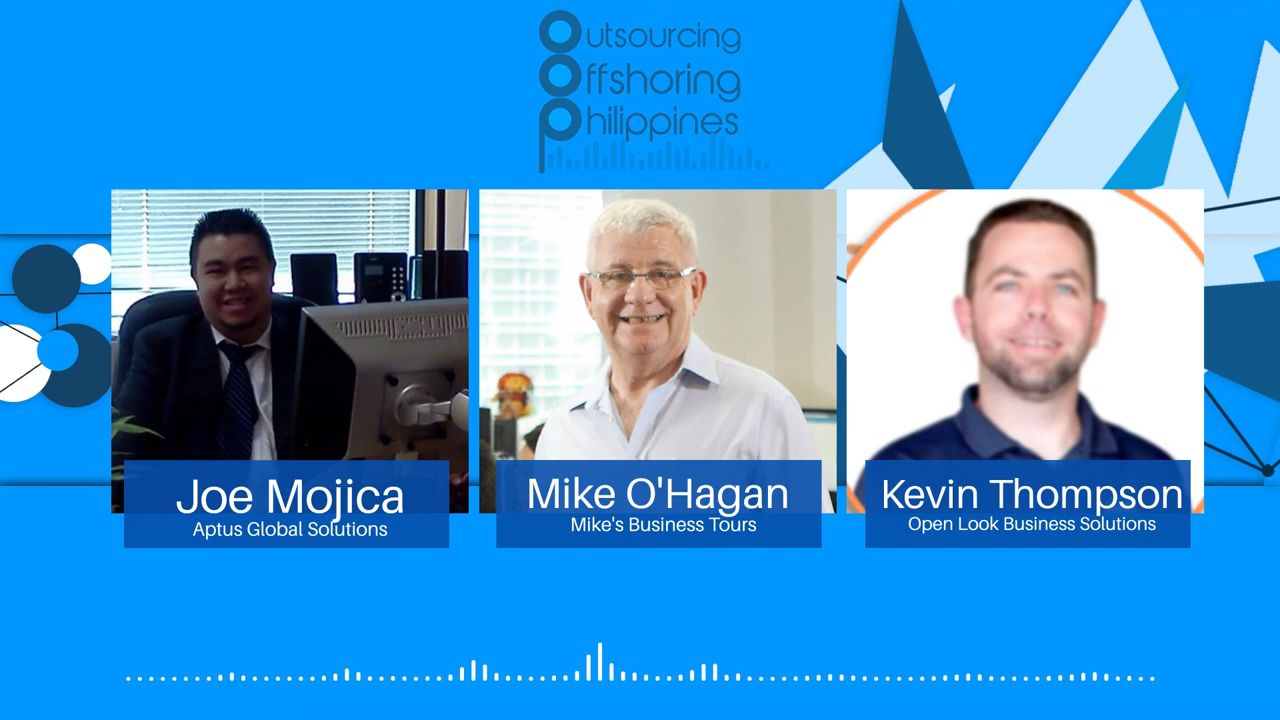 Outsourcing
Offshoring
Philippines
Joe Mojica
Aptus Global Solutions
Mike O'Hagan
Mike's Business Tours
Kevin Thompson
Open Look Business Solutions